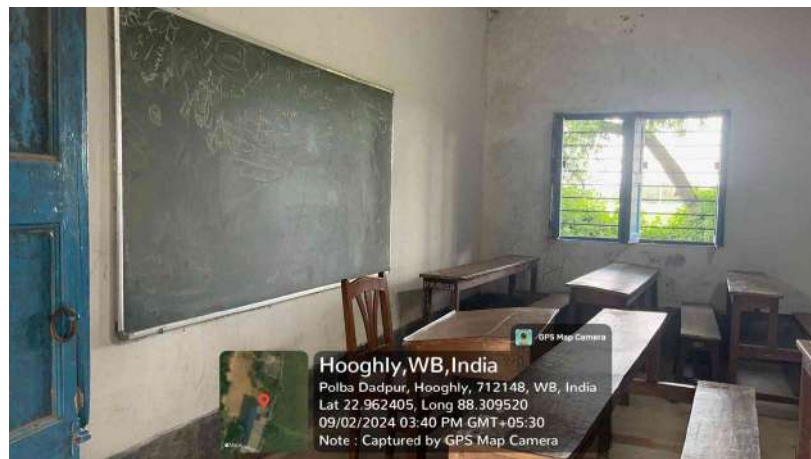 GPS Map Camera
Hooghly,WB,India
Polba Dadpur, Hooghly, 712148, WB, India
Lat 22.962405, Long 88.309520
09/02/2024 03:40 PM GMT+05:30
Note : Captured by GPS Map Camera